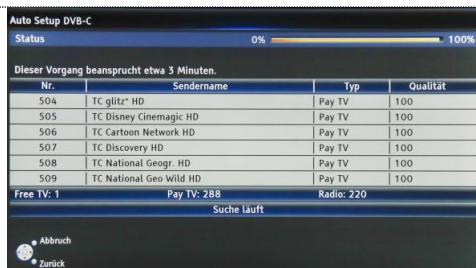 Auto Setup DVB-C
Status 0% 100%
Dieser Vorgang beansprucht etwa 3 Minuten.
Nr. Sendername Typ Qualität
504 TC glitz* HD Pay TV 100
505 TC Disney Cinemagic HD Pay TV 100
506 TC Cartoon Network HD Pay TV 100
507 TC Discovery HD Pay TV 100
508 TC National Geogr. HD Pay TV 100
509 TC National Geo Wild HD Pay TV 100
Free TV: 1 Pay TV: 288 Radio: 220
Suche läuft
Abbruch
Zurück